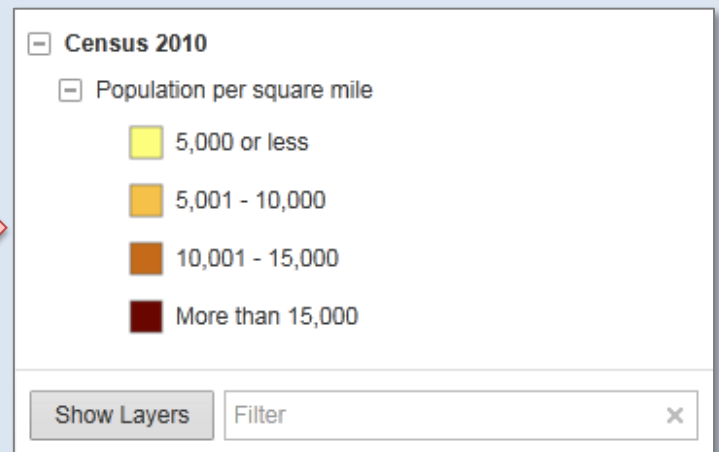 Census 2010
Population per square mile
5,000 or less
5,001 - 10,000
10,001 - 15,000
More than 15,000
Show Layers Filter